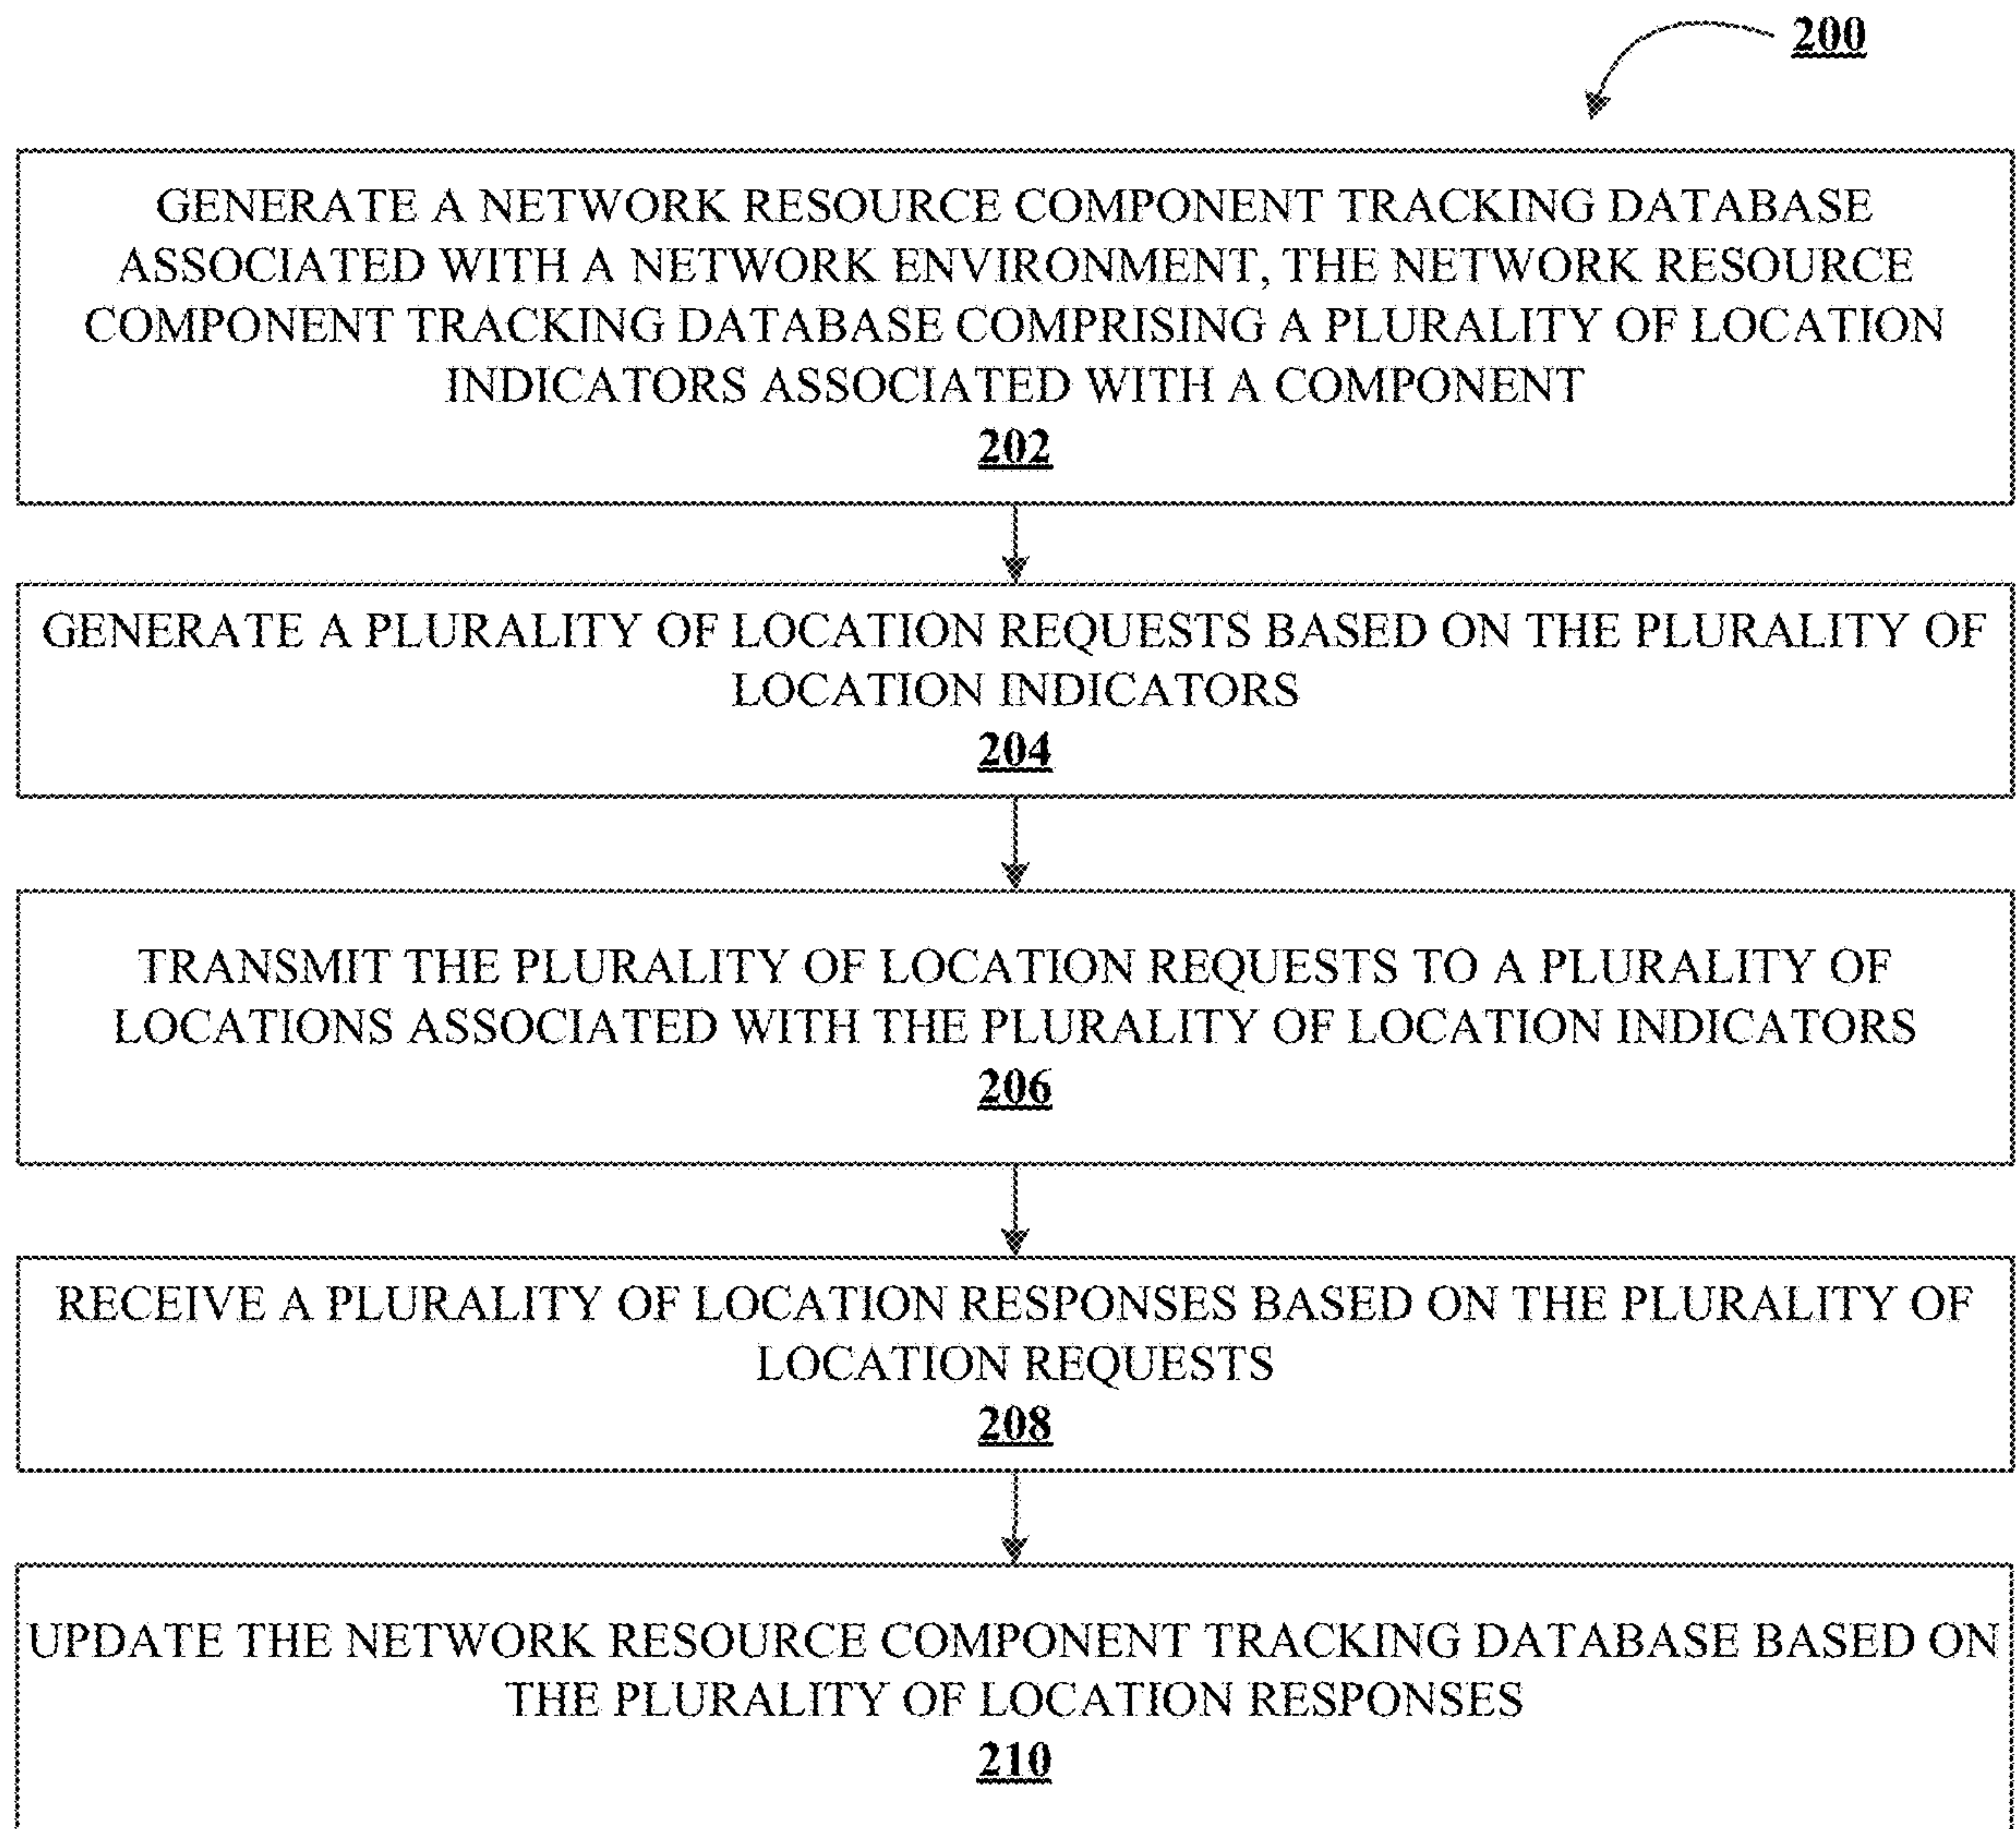 200
GENERATE A NETWORK RESOURCE COMPONENT TRACKING DATABASE
ASSOCIATED WITH A NETWORK ENVIRONMENT, THE NETWORK RESOURCE
COMPONENT TRACKING DATABASE COMPRISING A PLURALITY OF LOCATION
INDICATORS ASSOCIATED WITH A COMPONENT
202
GENERATE A PLURALITY OF LOCATION REQUESTS BASED ON THE PLURALITY OF
LOCATION INDICATORS
204
TRANSMIT THE PLURALITY OF LOCATION REQUESTS TO A PLURALITY OF
LOCATIONS ASSOCIATED WITH THE PLURALITY OF LOCATION INDICATORS
206
RECEIVE A PLURALITY OF LOCATION RESPONSES BASED ON THE PLURALITY OF
LOCATION REQUESTS
208
UPDATE THE NETWORK RESOURCE COMPONENT TRACKING DATABASE BASED ON
THE PLURALITY OF LOCATION RESPONSES
210